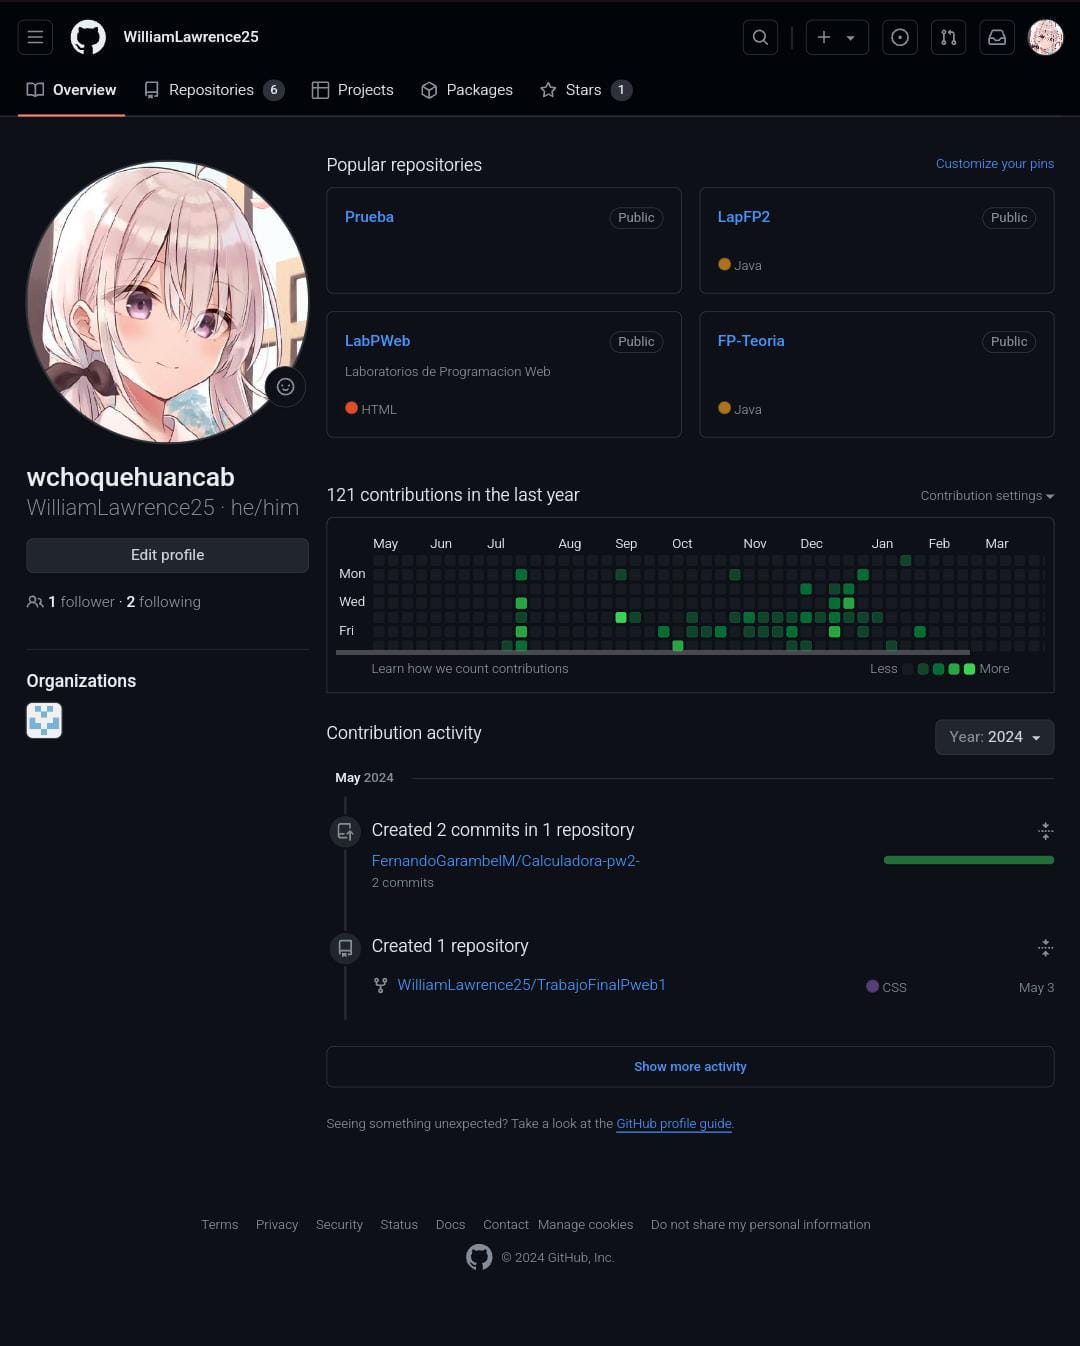 WilliamLawrence25
Overview
Repositories 6
Projects
Packages
Stars 1
wchoquehuancab
WilliamLawrence25 · he/him
Edit profile
1 follower · 2 following
Organizations
Popular repositories
Customize your pins
Prueba Public
LapFP2 Public
Java
LabPWeb Public
Laboratorios de Programacion Web
HTML
FP-Teoria Public
Java
121 contributions in the last year
Contribution settings
May Jun Jul Aug Sep Oct Nov Dec Jan Feb Mar
Mon
Wed
Fri
Learn how we count contributions
Less More
Contribution activity
Year: 2024
May 2024
Created 2 commits in 1 repository
FernandoGarambelM/Calculadora-pw2-
2 commits
Created 1 repository
WilliamLawrence25/TrabajoFinalPweb1 CSS May 3
Show more activity
Seeing something unexpected? Take a look at the GitHub profile guide.
Terms Privacy Security Status Docs Contact Manage cookies Do not share my personal information
© 2024 GitHub, Inc.